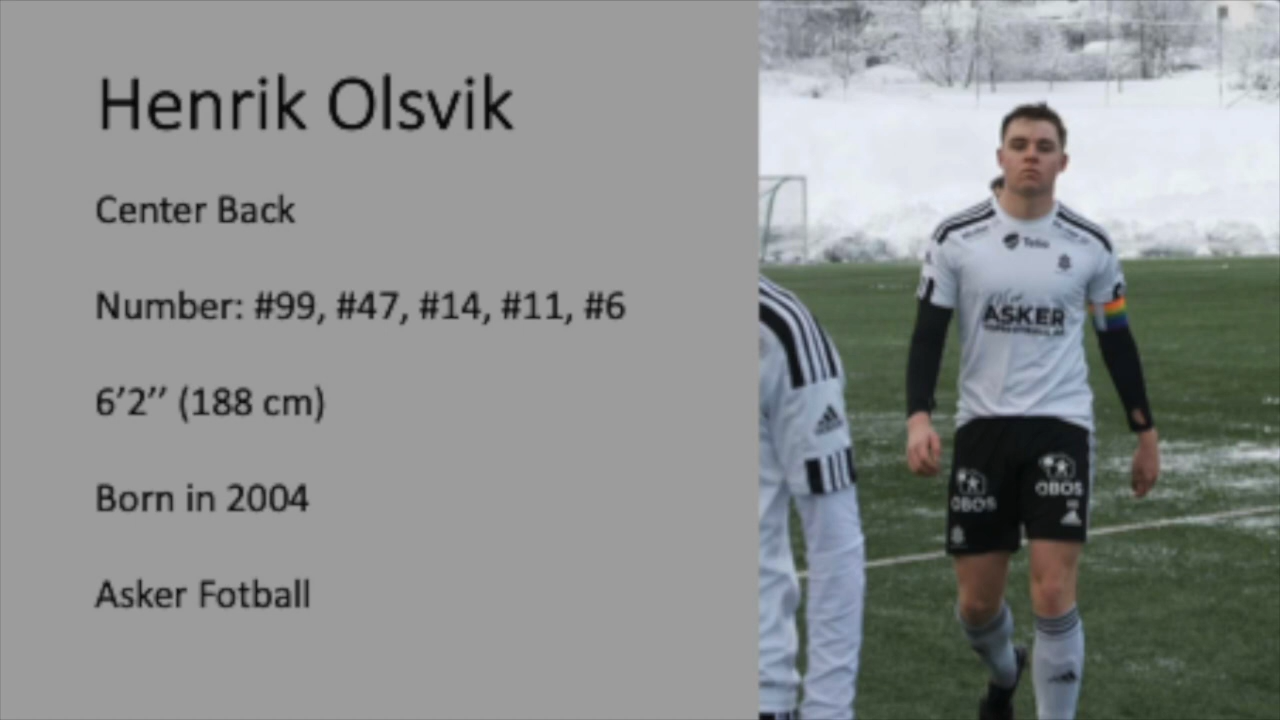 Henrik Olsvik
Center Back
Number: #99, #47, #14, #11, #6
6’2’’ (188 cm)
Born in 2004
Asker Fotball
Telia
ASKER
OBOS
OBOS